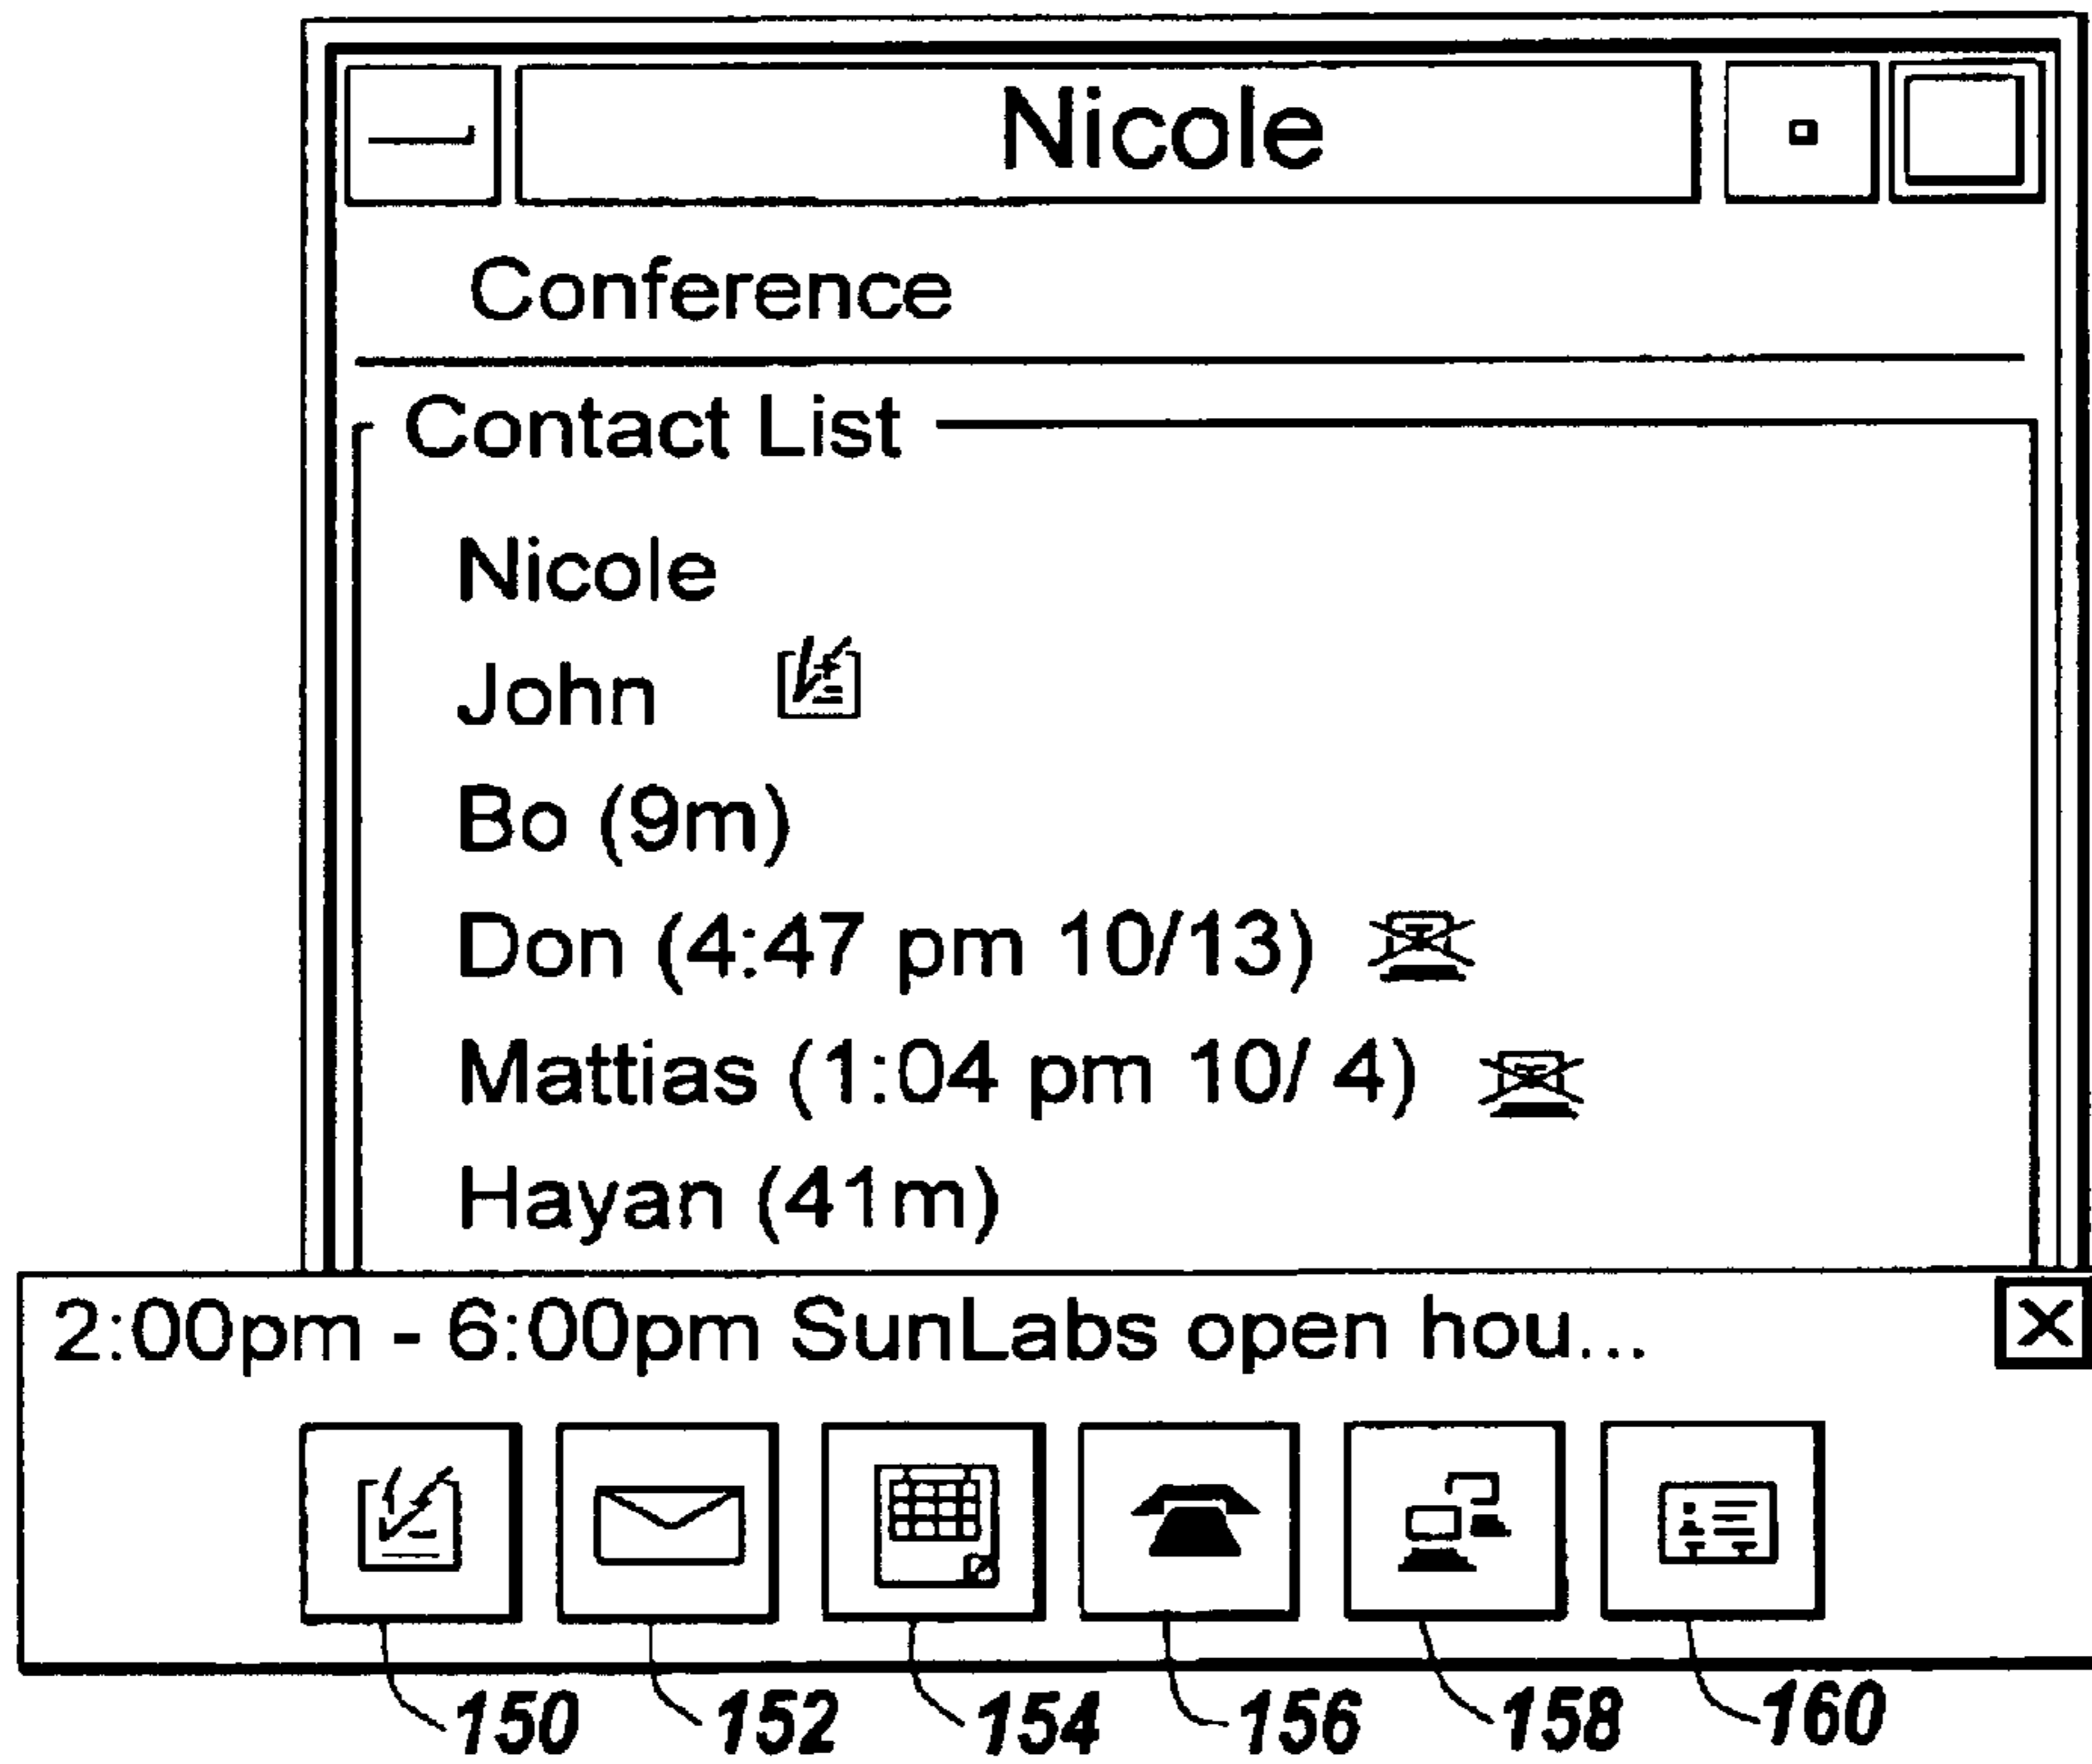 Nicole
Conference
Contact List
Nicole
John
Bo (9m)
Don (4:47 pm 10/13)
Mattias (1:04 pm 10/ 4)
Hayan (41m)
2:00pm - 6:00pm SunLabs open hou...
150 152 154 156 158 160